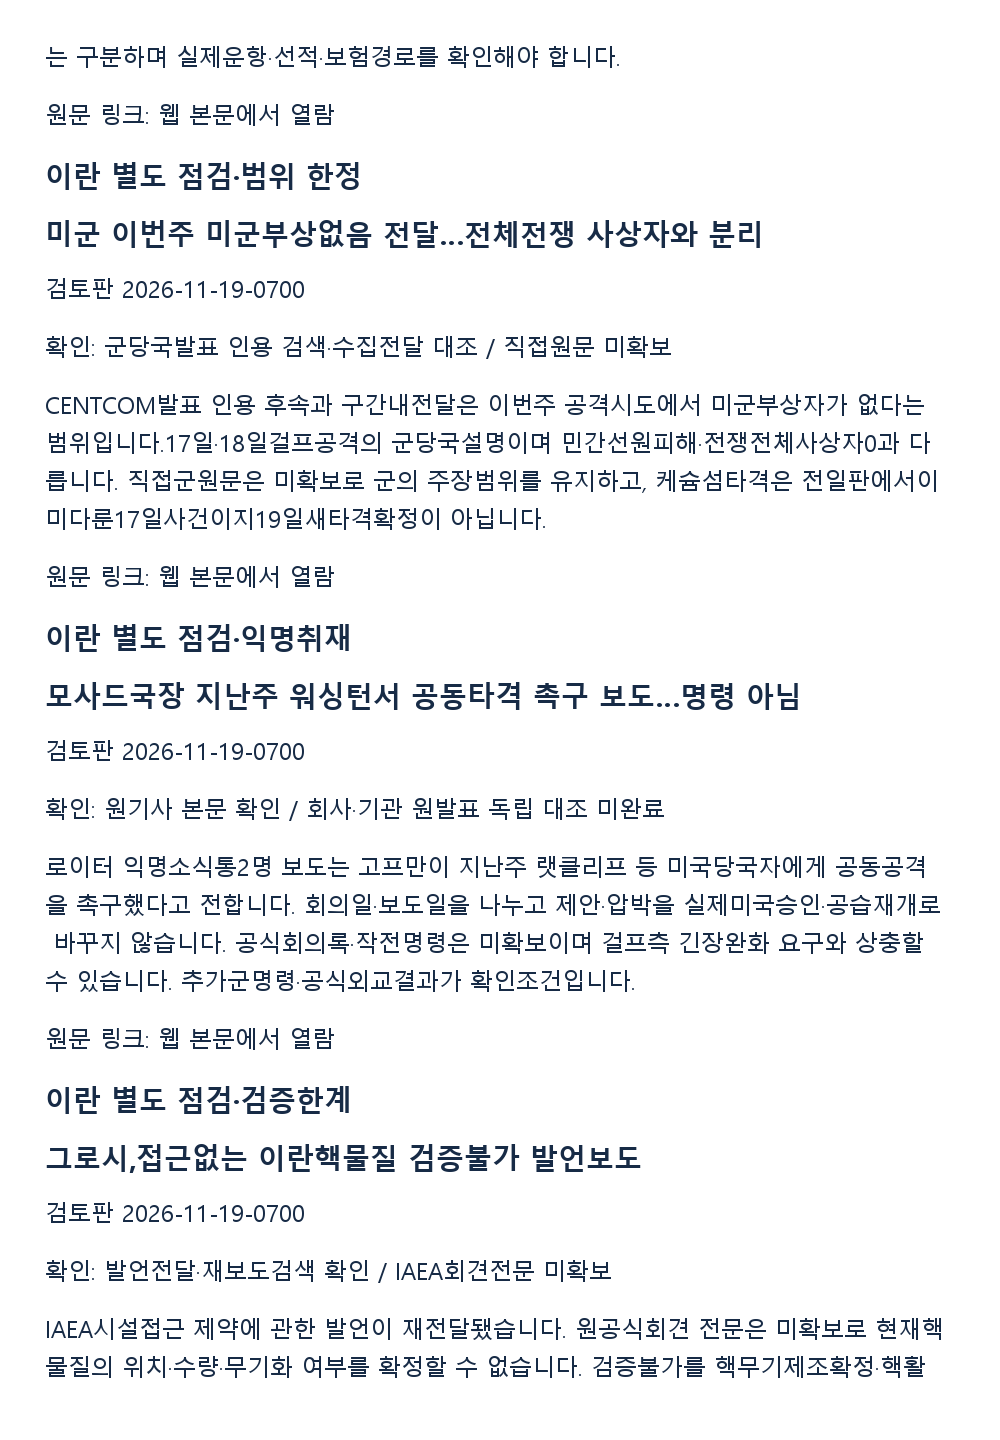 는 구분하며 실제운항·선적·보험경로를 확인해야 합니다.
원문 링크: 웹 본문에서 열람
이란 별도 점검·범위 한정
미군 이번주 미군부상없음 전달…전체전쟁 사상자와 분리
검토판 2026-11-19-0700
확인: 군당국발표 인용 검색·수집전달 대조 / 직접원문 미확보
CENTCOM발표 인용 후속과 구간내전달은 이번주 공격시도에서 미군부상자가 없다는
범위입니다.17일·18일걸프공격의 군당국설명이며 민간선원피해·전쟁전체사상자0과 다
릅니다. 직접군원문은 미확보로 군의 주장범위를 유지하고, 케슘섬타격은 전일판에서이
미다룬17일사건이지19일새타격확정이 아닙니다.
원문 링크: 웹 본문에서 열람
이란 별도 점검·익명취재
모사드국장 지난주 워싱턴서 공동타격 촉구 보도…명령 아님
검토판 2026-11-19-0700
확인: 원기사 본문 확인 / 회사·기관 원발표 독립 대조 미완료
로이터 익명소식통2명 보도는 고프만이 지난주 랫클리프 등 미국당국자에게 공동공격
을 촉구했다고 전합니다. 회의일·보도일을 나누고 제안·압박을 실제미국승인·공습재개로
바꾸지 않습니다. 공식회의록·작전명령은 미확보이며 걸프측 긴장완화 요구와 상충할
수 있습니다. 추가군명령·공식외교결과가 확인조건입니다.
원문 링크: 웹 본문에서 열람
이란 별도 점검·검증한계
그로시,접근없는 이란핵물질 검증불가 발언보도
검토판 2026-11-19-0700
확인: 발언전달·재보도검색 확인 / IAEA회견전문 미확보
IAEA시설접근 제약에 관한 발언이 재전달됐습니다. 원공식회견 전문은 미확보로 현재핵
물질의 위치·수량·무기화 여부를 확정할 수 없습니다. 검증불가를 핵무기제조확정·핵활